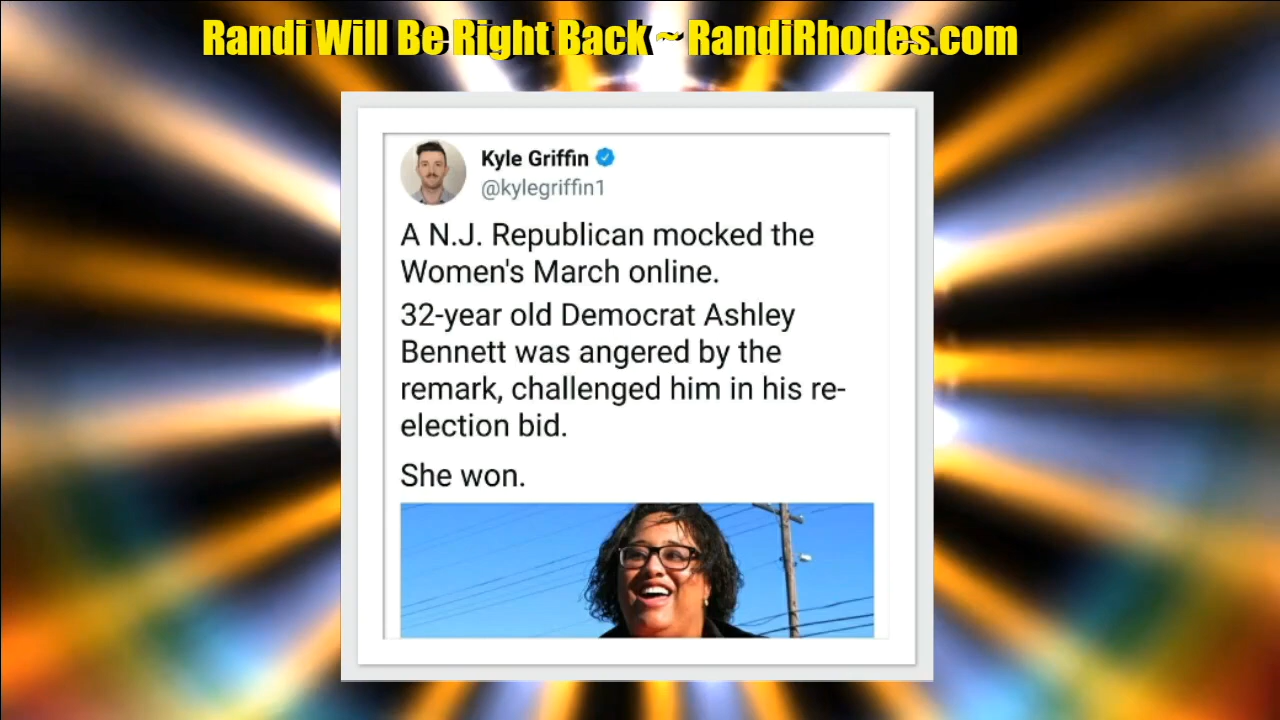 Randi Will Be Right Back ~ RandiRhodes.com
Kyle Griffin
@kylegriffin1
A N.J. Republican mocked the
Women's March online.
32-year old Democrat Ashley
Bennett was angered by the
remark, challenged him in his re-
election bid.
She won.